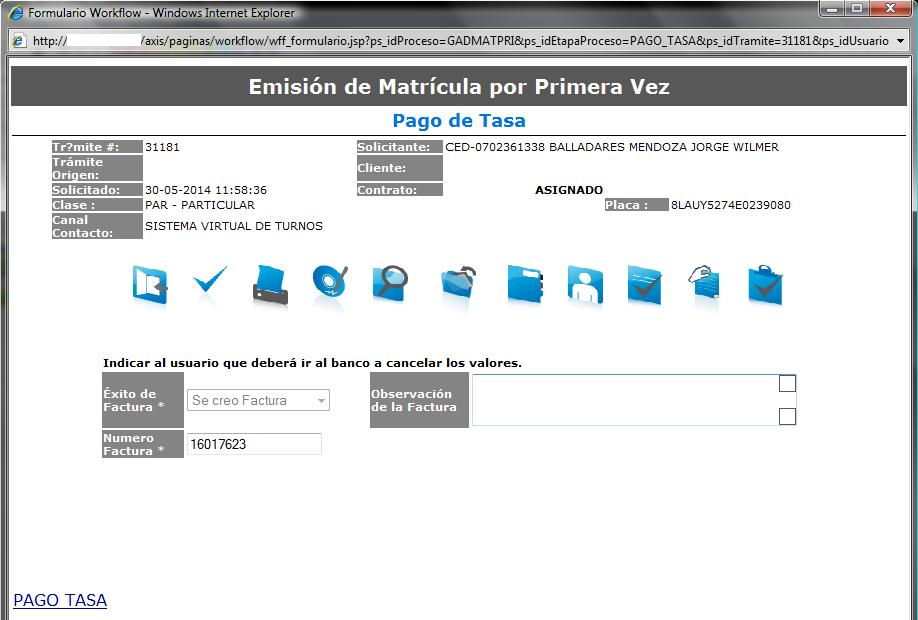 Formulario Workflow - Windows Internet Explorer
http:// /axis/paginas/workflow/wff_formulario.jsp?ps_idProceso=GADMATPRI&ps_idEtapaProceso=PAGO_TASA&ps_idTramite=31181&ps_idUsuario
Emisión de Matrícula por Primera Vez
Pago de Tasa
Tr?mite #: 31181 Solicitante: CED-0702361338 BALLADARES MENDOZA JORGE WILMER
Trámite
Origen: Cliente:
Solicitado: 30-05-2014 11:58:36 Contrato: ASIGNADO
Clase : PAR - PARTICULAR Placa : 8LAUY5274E0239080
Canal
Contacto: SISTEMA VIRTUAL DE TURNOS
Indicar al usuario que deberá ir al banco a cancelar los valores.
Éxito de
Factura * Se creo Factura
Observación
de la Factura
Numero
Factura * 16017623
PAGO TASA